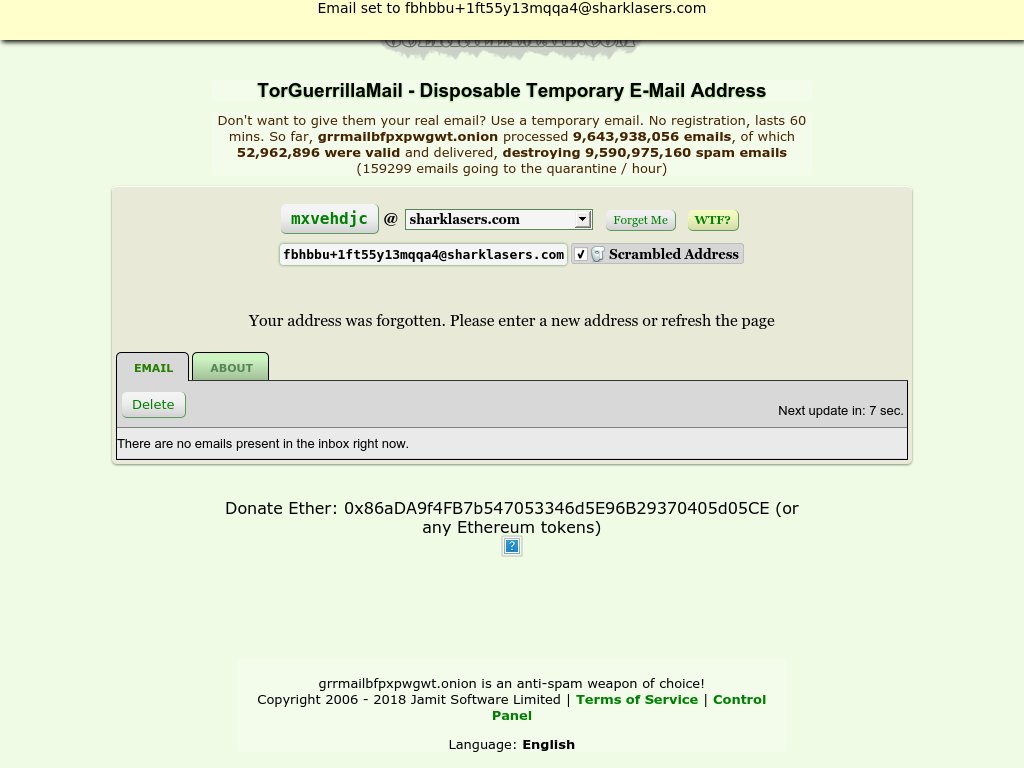 Email set to fbhbbu+1ft55y13mqqa4@sharklasers.com
TorGuerrillaMail - Disposable Temporary E-Mail Address
Don't want to give them your real email? Use a temporary email. No registration, lasts 60
mins. So far, grrmailbfpxpwgwt.onion processed 9,643,938,056 emails, of which
52,962,896 were valid and delivered, destroying 9,590,975,160 spam emails
(159299 emails going to the quarantine / hour)
mxvehdjc @ sharklasers.com Forget Me WTF?
fbhbbu+1ft55y13mqqa4@sharklasers.com Scrambled Address
Your address was forgotten. Please enter a new address or refresh the page
EMAIL ABOUT
Delete Next update in: 7 sec.
There are no emails present in the inbox right now.
Donate Ether: 0x86aDA9f4FB7b547053346d5E96B29370405d05CE (or
any Ethereum tokens)
?
grrmailbfpxpwgwt.onion is an anti-spam weapon of choice!
Copyright 2006 - 2018 Jamit Software Limited | Terms of Service | Control
Panel
Language: English